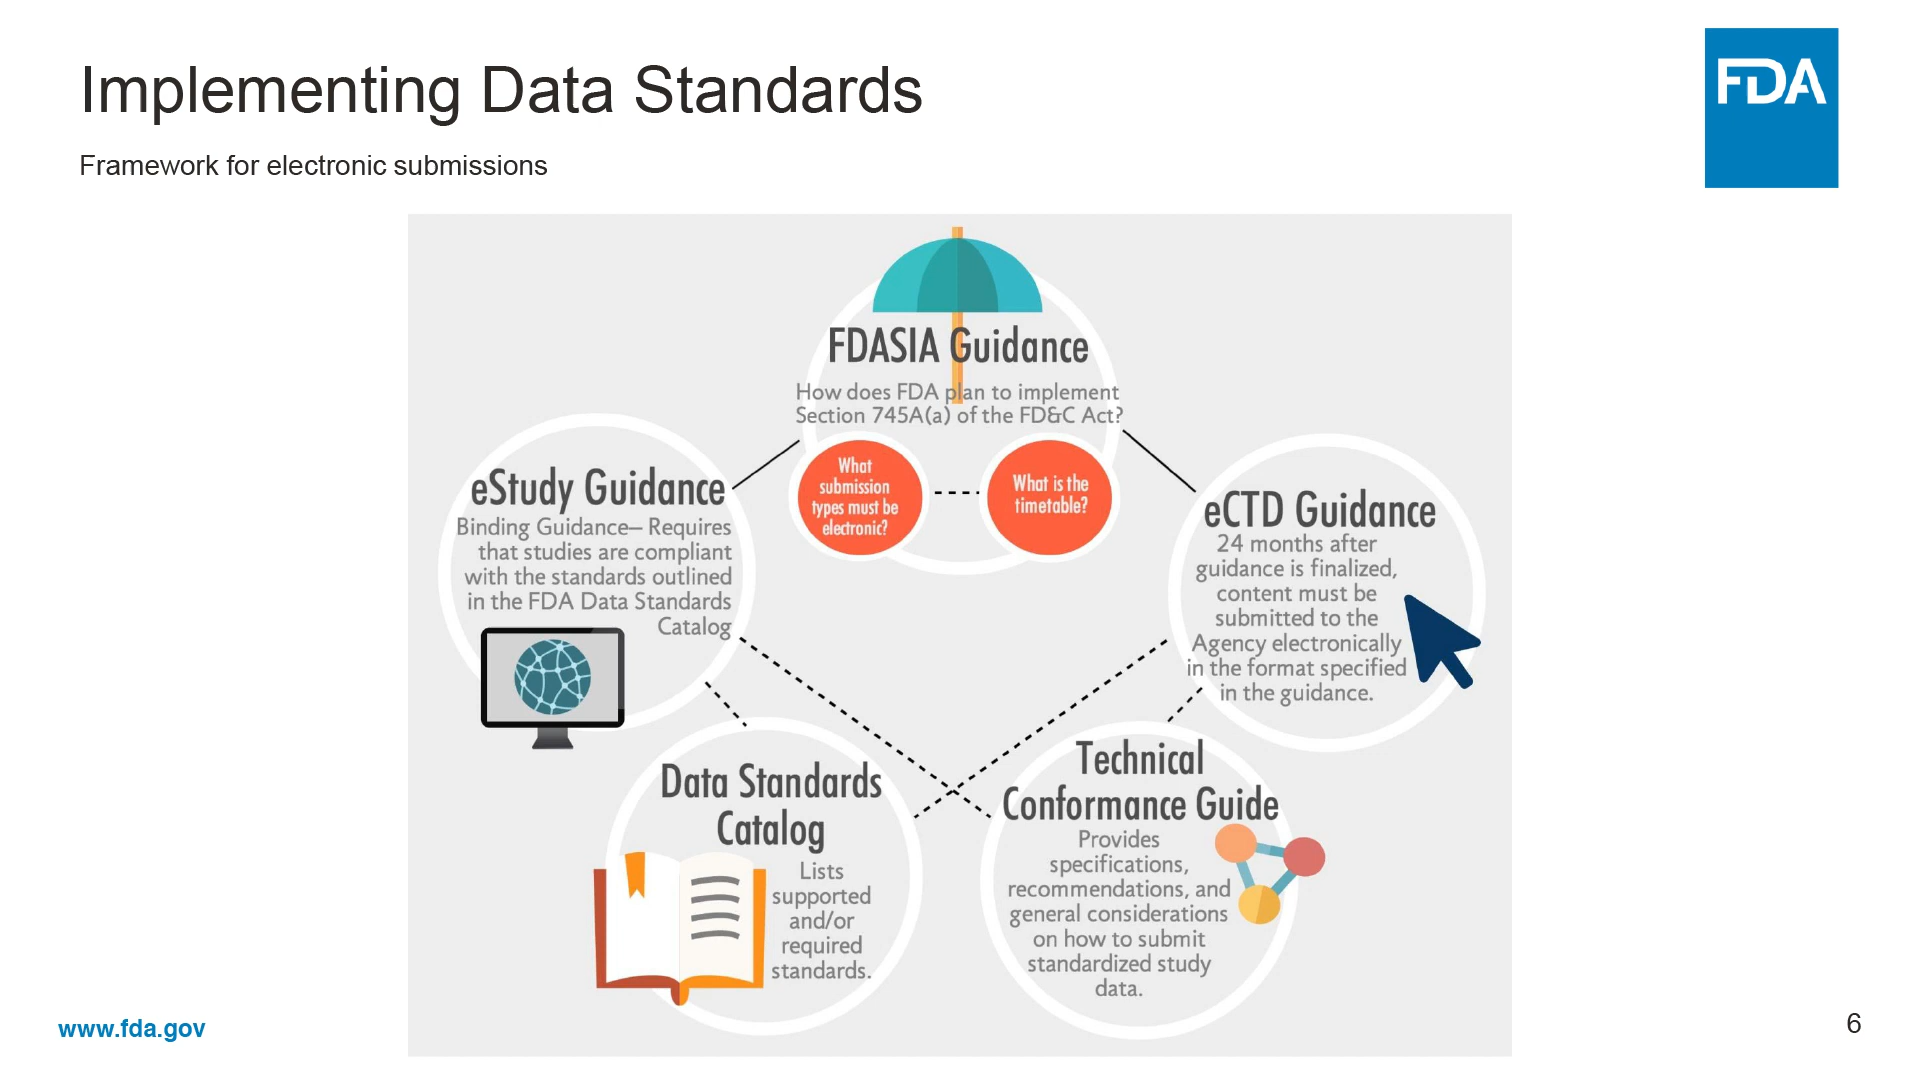 Implementing Data Standards
FDA
Framework for electronic submissions
FDASIA Guidance
How does FDA plan to implement
Section 745A(a) of the FD&C Act?
What
submission
types must be
electronic?
What is the
timetable?
eStudy Guidance
Binding Guidance– Requires
that studies are compliant
with the standards outlined
in the FDA Data Standards
Catalog
eCTD Guidance
24 months after
guidance is finalized,
content must be
submitted to the
Agency electronically
in the format specified
in the guidance.
Data Standards
Catalog
Lists
supported
and/or
required
standards.
Technical
Conformance Guide
Provides
specifications,
recommendations, and
general considerations
on how to submit
standardized study
data.
www.fda.gov
6